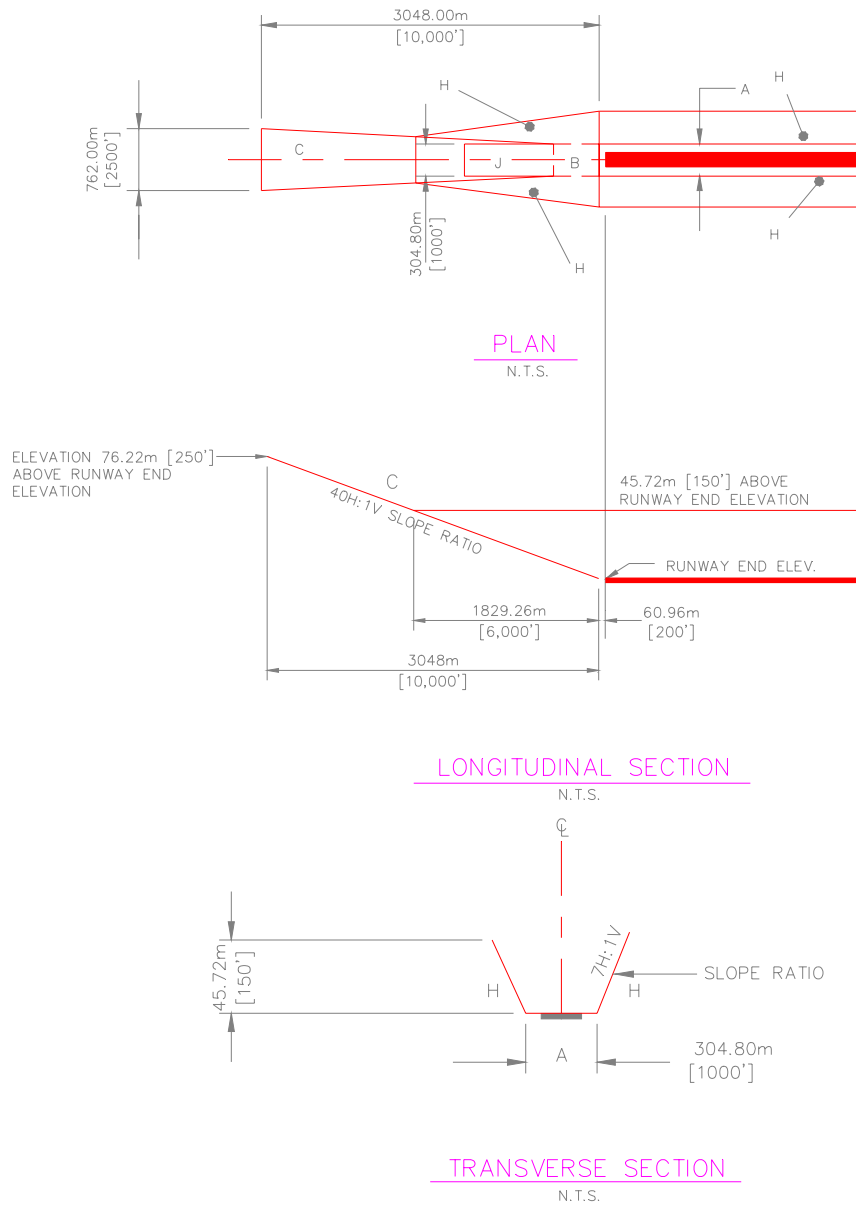 3048.00m
[10,000']
H
H
A
C
762.00m
[2500']
J
B
304.80m
[1000']
H
H
PLAN
N.T.S.
ELEVATION 76.22m [250']
ABOVE RUNWAY END
ELEVATION
C
40H:1V SLOPE RATIO
45.72m [150'] ABOVE
RUNWAY END ELEVATION
RUNWAY END ELEV.
1829.26m
[6,000']
60.96m
[200']
3048m
[10,000']
LONGITUDINAL SECTION
N.T.S.
℄
45.72m
[150']
H
7H:1V
H
SLOPE RATIO
A
304.80m
[1000']
TRANSVERSE SECTION
N.T.S.